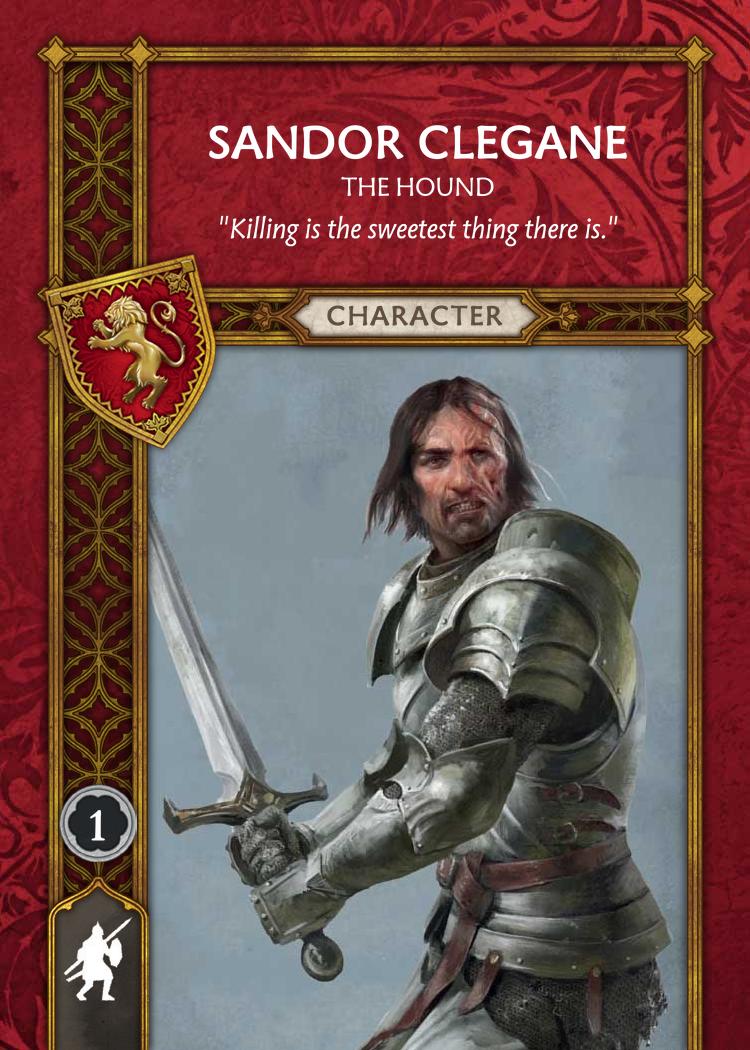 SANDOR CLEGANE
THE HOUND
"Killing is the sweetest thing there is."
CHARACTER
1